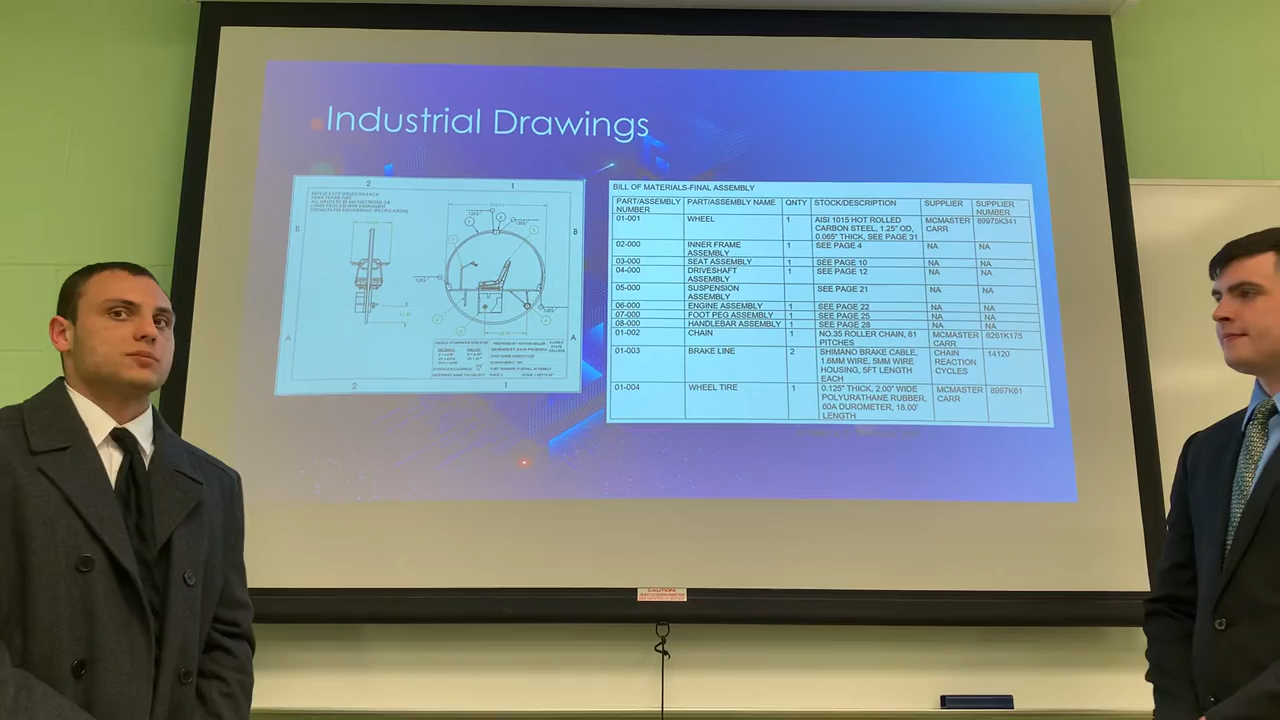 Industrial Drawings
2
1
B
B
A
A
2
1
BILL OF MATERIALS-FINAL ASSEMBLY
PART/ASSEMBLY NUMBER PART/ASSEMBLY NAME QNTY STOCK/DESCRIPTION SUPPLIER SUPPLIER NUMBER
01-001 WHEEL 1 AISI 1015 HOT ROLLED MCMASTER 89975K341
CARBON STEEL, 1.25" OD, CARR
0.065" THICK, SEE PAGE 31
02-000 INNER FRAME 1 SEE PAGE 4 NA NA
ASSEMBLY
03-000 SEAT ASSEMBLY 1 SEE PAGE 10 NA NA
04-000 DRIVESHAFT 1 SEE PAGE 12 NA NA
ASSEMBLY
05-000 SUSPENSION SEE PAGE 21 NA NA
ASSEMBLY
06-000 ENGINE ASSEMBLY 1 SEE PAGE 22 NA NA
07-000 FOOT PEG ASSEMBLY 1 SEE PAGE 25 NA NA
08-000 HANDLEBAR ASSEMBLY 1 SEE PAGE 28 NA NA
01-002 CHAIN 1 NO.35 ROLLER CHAIN, 81 MCMASTER 6261K175
PITCHES CARR
01-003 BRAKE LINE 2 SHIMANO BRAKE CABLE, CHAIN 14120
1.6MM WIRE, 5MM WIRE REACTION
HOUSING, 5FT LENGTH CYCLES
EACH
01-004 WHEEL TIRE 1 0.125" THICK, 2.00" WIDE MCMASTER 8997K61
POLYURATHANE RUBBER, CARR
60A DUROMETER, 18.00'
LENGTH
CAUTION!